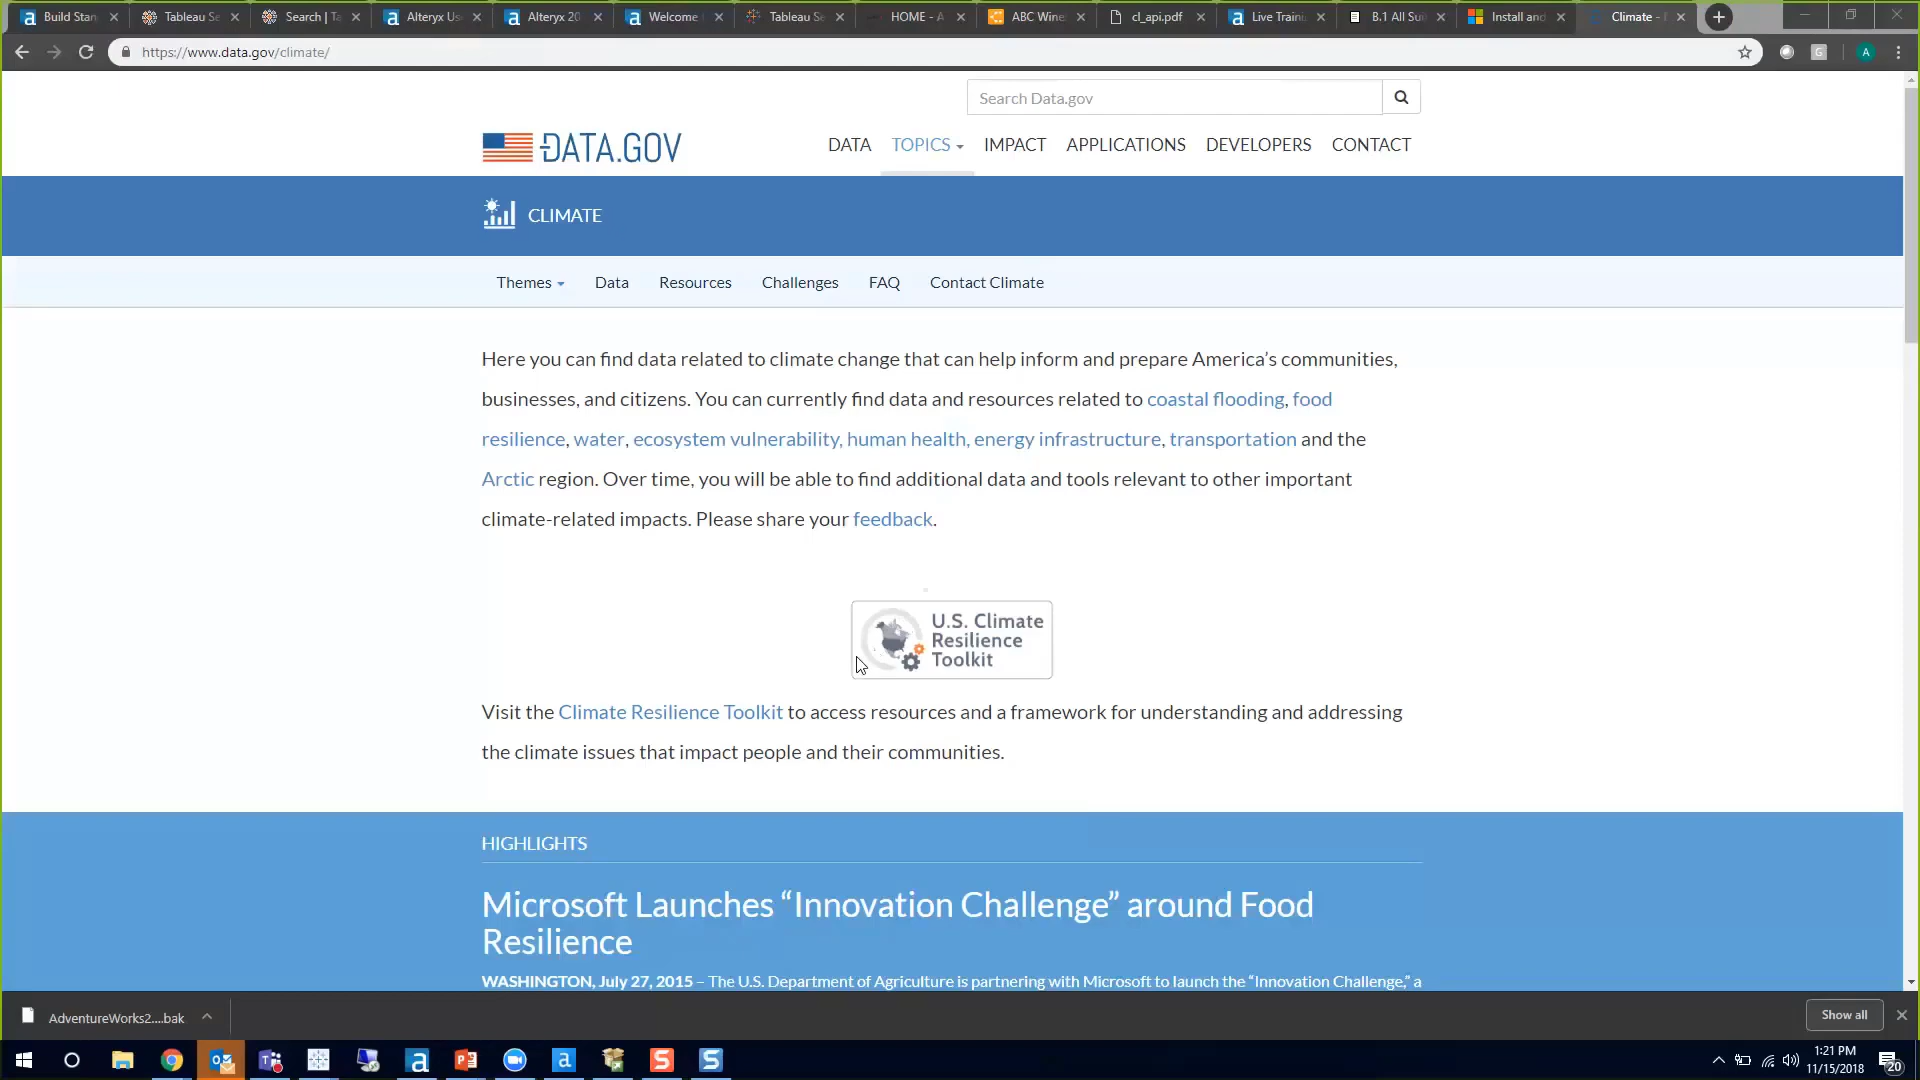 Build Stan
Tableau Se
Search | Ta
Alteryx Us
Alteryx 20
Welcome
Tableau Se
HOME - A
ABC Wine
cl_api.pdf
Live Traini
B.1 All Sui
Install and
Climate -
https://www.data.gov/climate/
G
A
Search Data.gov
DATA.GOV
DATA TOPICS IMPACT APPLICATIONS DEVELOPERS CONTACT
CLIMATE
Themes Data Resources Challenges FAQ Contact Climate
Here you can find data related to climate change that can help inform and prepare America’s communities,
businesses, and citizens. You can currently find data and resources related to coastal flooding, food
resilience, water, ecosystem vulnerability, human health, energy infrastructure, transportation and the
Arctic region. Over time, you will be able to find additional data and tools relevant to other important
climate-related impacts. Please share your feedback.
U.S. Climate
Resilience
Toolkit
Visit the Climate Resilience Toolkit to access resources and a framework for understanding and addressing
the climate issues that impact people and their communities.
HIGHLIGHTS
Microsoft Launches “Innovation Challenge” around Food
Resilience
WASHINGTON, July 27, 2015 – The U.S. Department of Agriculture is partnering with Microsoft to launch the “Innovation Challenge,” a
AdventureWorks2....bak
Show all
1:21 PM
11/15/2018
20